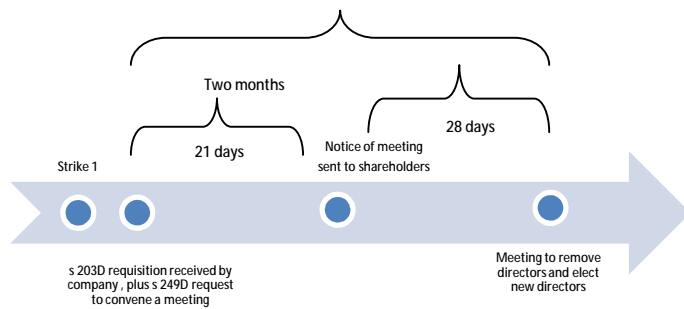 Two months
28 days
21 days
Notice of meeting
sent to shareholders
Strike 1
s 203D requisition received by
company , plus s 249D request
to convene a meeting
Meeting to remove
directors and elect
new directors